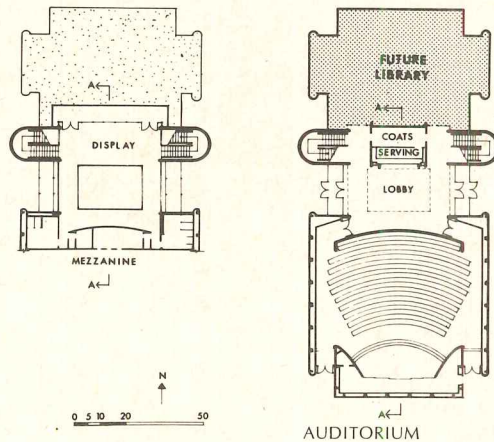 A
DISPLAY
MEZZANINE
A
N
0 5 10 20 50
FUTURE
LIBRARY
A
COATS
SERVING
LOBBY
A
AUDITORIUM